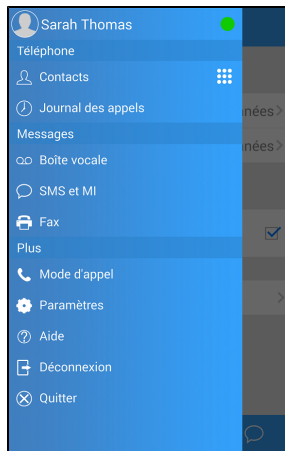 Sarah Thomas
Téléphone
Contacts
Journal des appels
nées
Messages
nées
Boîte vocale
SMS et MI
Fax
Plus
Mode d'appel
Paramètres
Aide
Déconnexion
Quitter